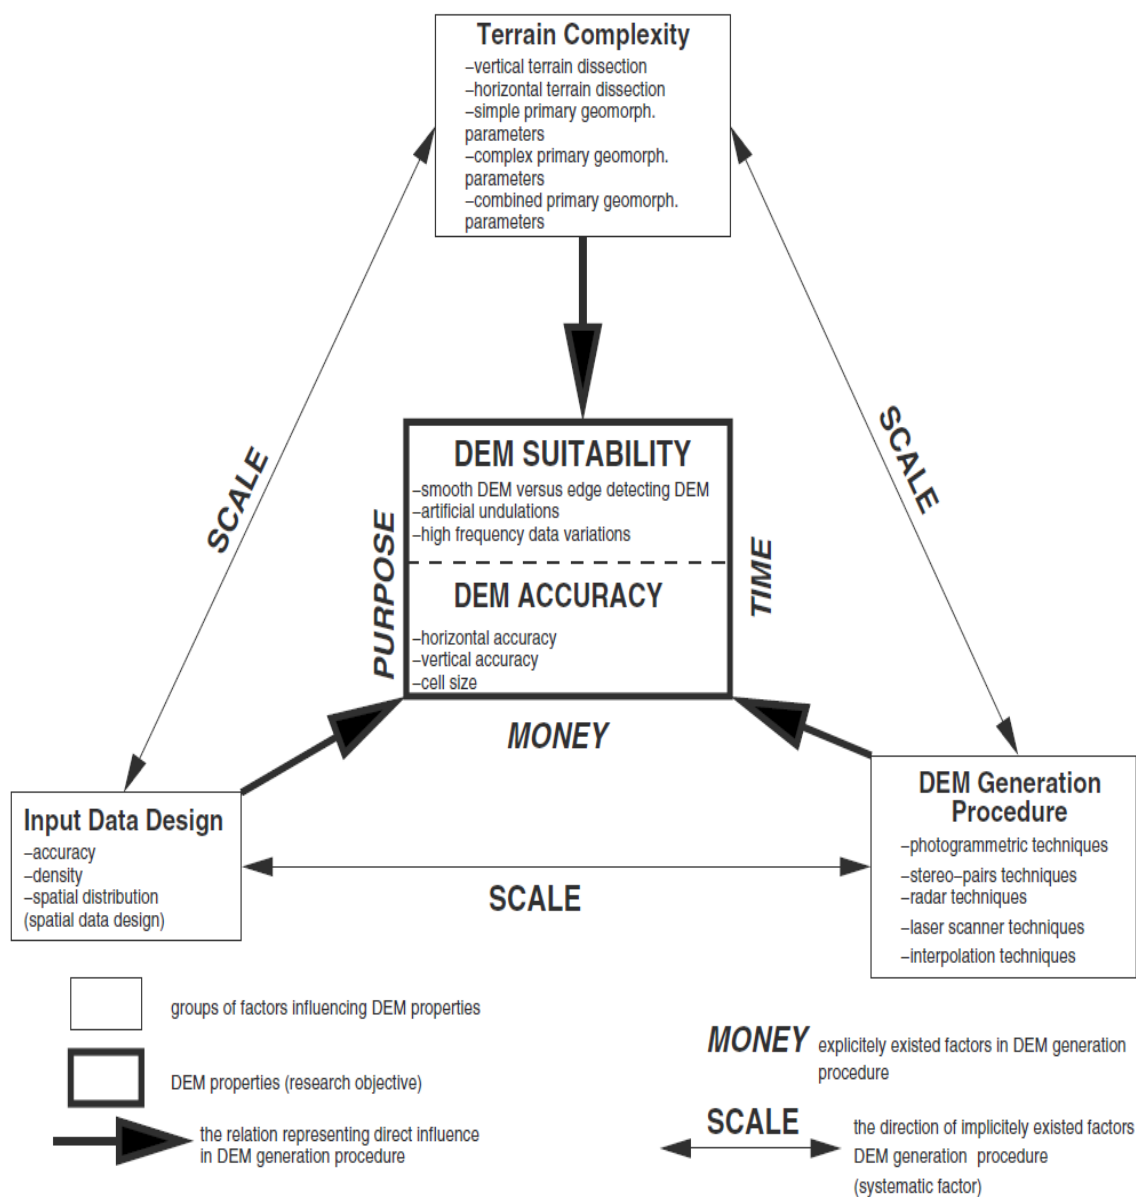 Terrain Complexity
–vertical terrain dissection
–horizontal terrain dissection
–simple primary geomorph.
parameters
–complex primary geomorph.
parameters
–combined primary geomorph.
parameters
SCALE
SCALE
DEM SUITABILITY
–smooth DEM versus edge detecting DEM
–artificial undulations
–high frequency data variations
PURPOSE
TIME
DEM ACCURACY
–horizontal accuracy
–vertical accuracy
–cell size
MONEY
Input Data Design
–accuracy
–density
–spatial distribution
(spatial data design)
SCALE
DEM Generation
Procedure
–photogrammetric techniques
–stereo–pairs techniques
–radar techniques
–laser scanner techniques
–interpolation techniques
groups of factors influencing DEM properties
DEM properties (research objective)
the relation representing direct influence
in DEM generation procedure
MONEY explicitely existed factors in DEM generation
procedure
SCALE
the direction of implicitely existed factors
DEM generation procedure
(systematic factor)